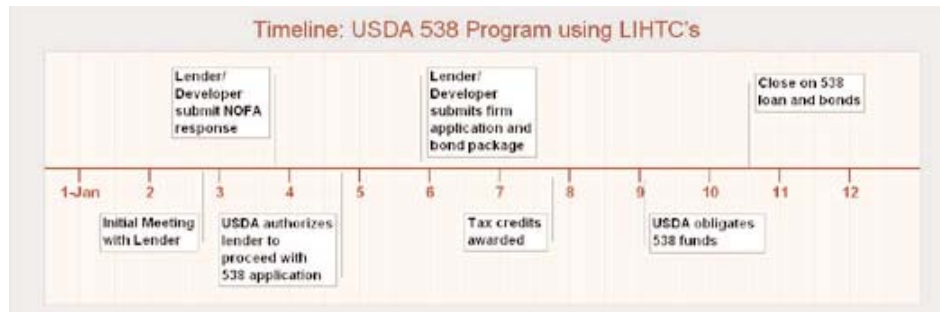 Timeline: USDA 538 Program using LIHTC's
Lender/
Developer
submit NOFA
response
Lender/
Developer
submits firm
application and
bond package
Close on 538
loan and bonds
1-Jan 2 3 4 5 6 7 8 9 10 11 12
Initial Meeting
with Lender
USDA authorizes
lender to
proceed with
538 application
Tax credits
awarded
USDA obligates
538 funds